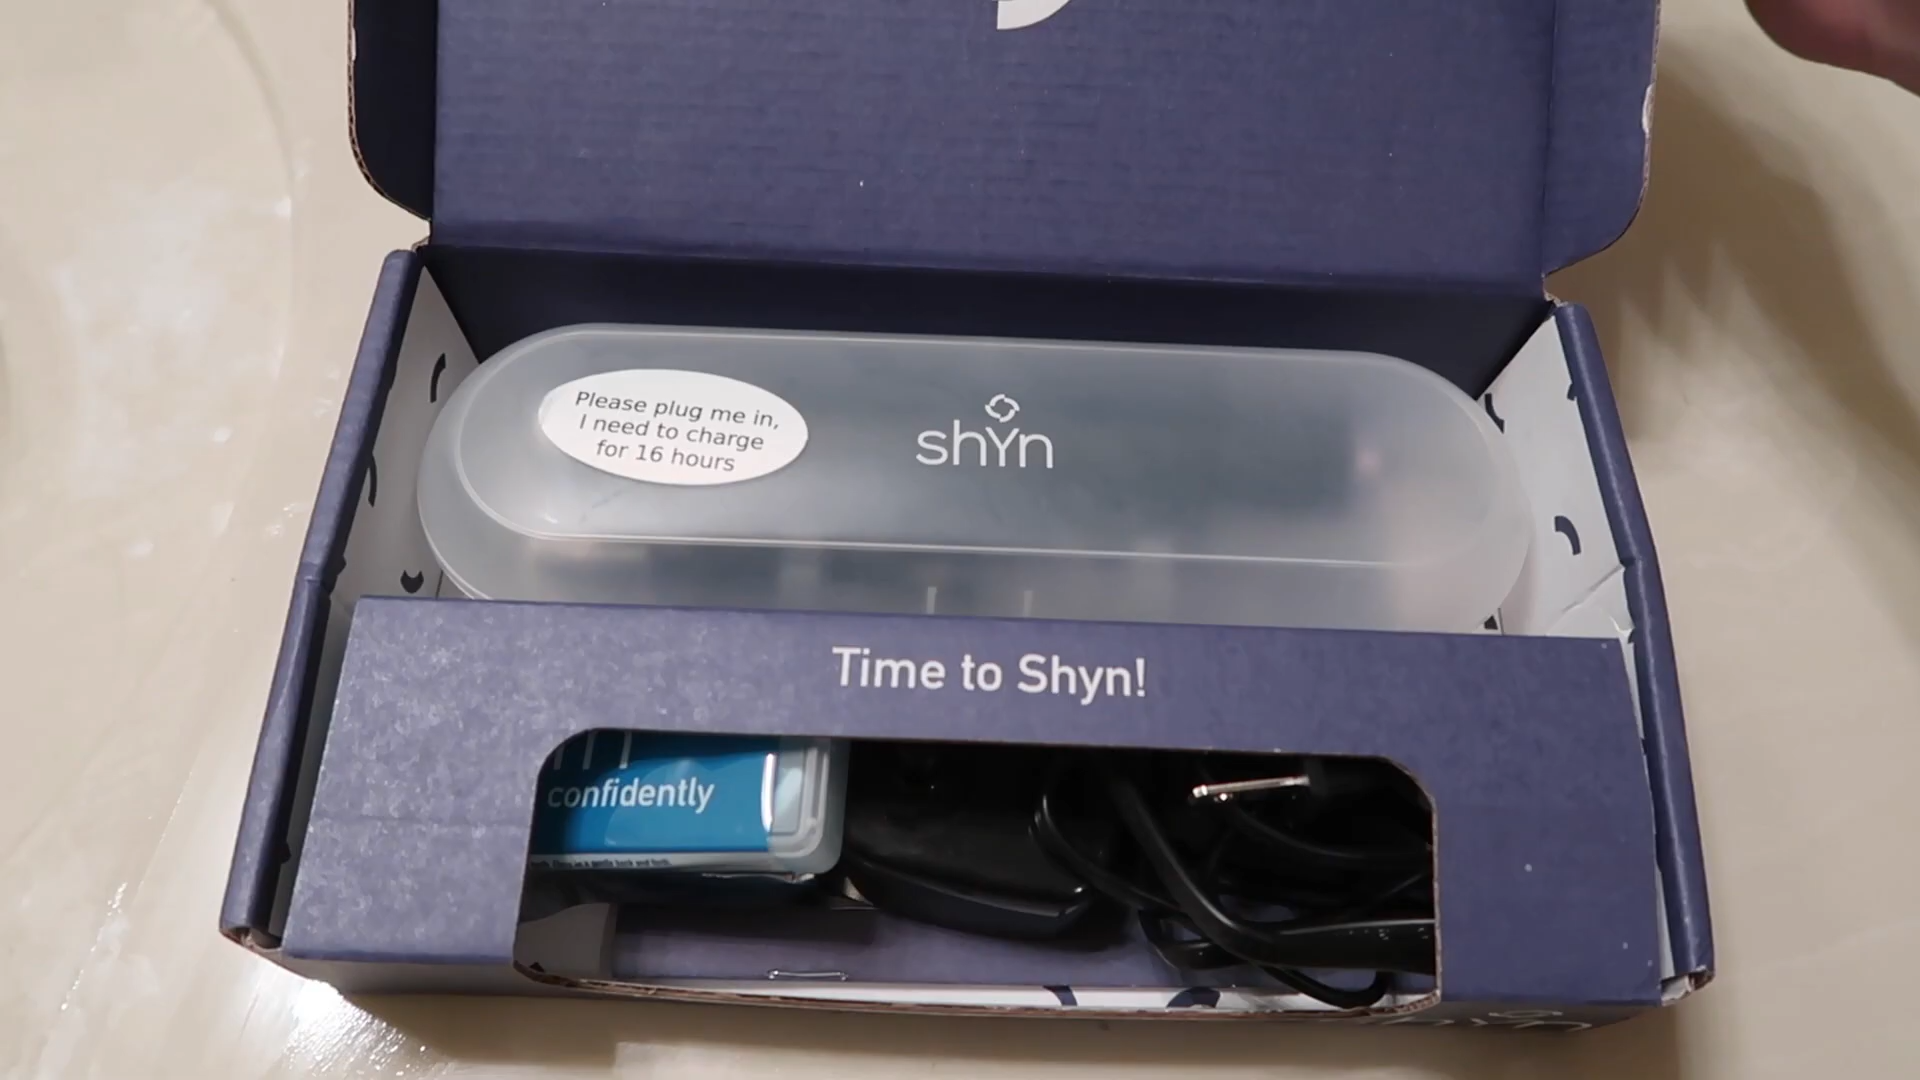 Please plug me in,
I need to charge
for 16 hours
shYn
Time to Shyn!
confidently